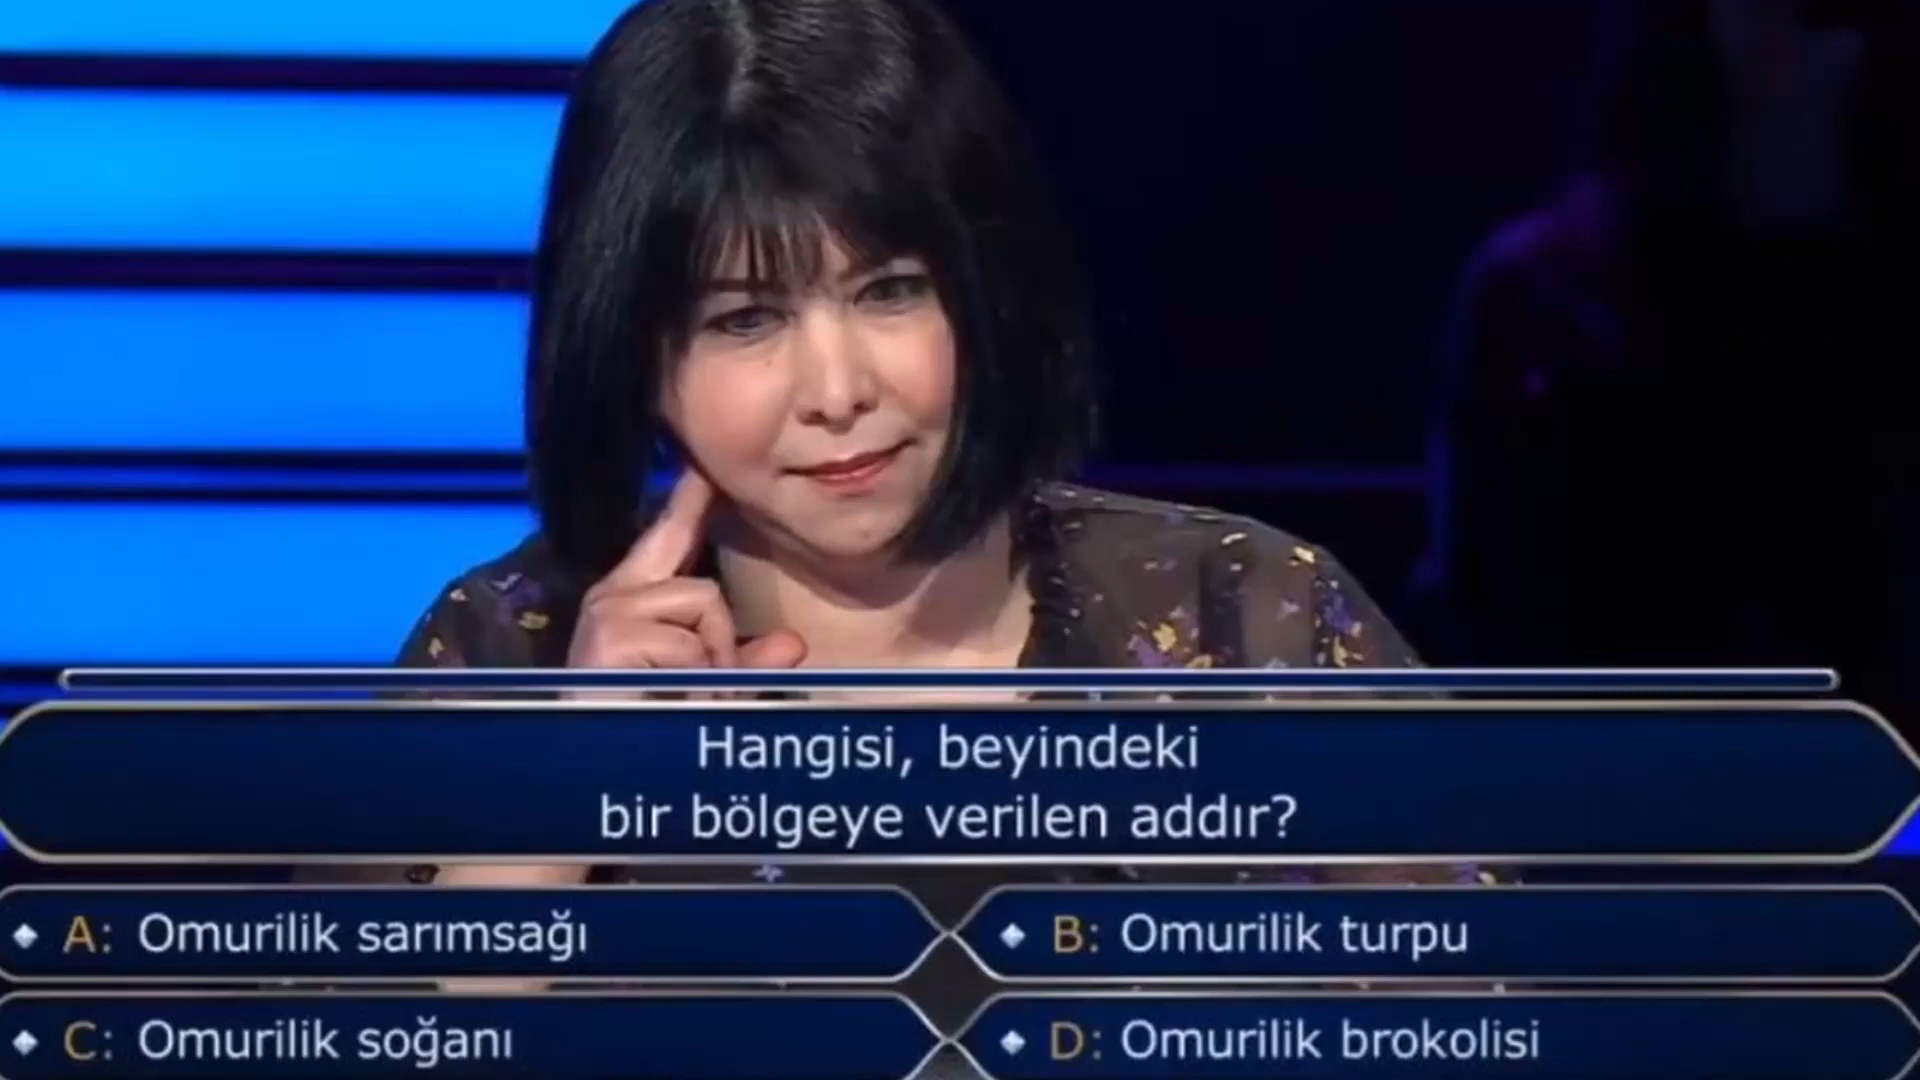 Hangisi, beyindeki
bir bölgeye verilen addır?
A: Omurilik sarımsağı
B: Omurilik turpu
C: Omurilik soğanı
D: Omurilik brokolisi